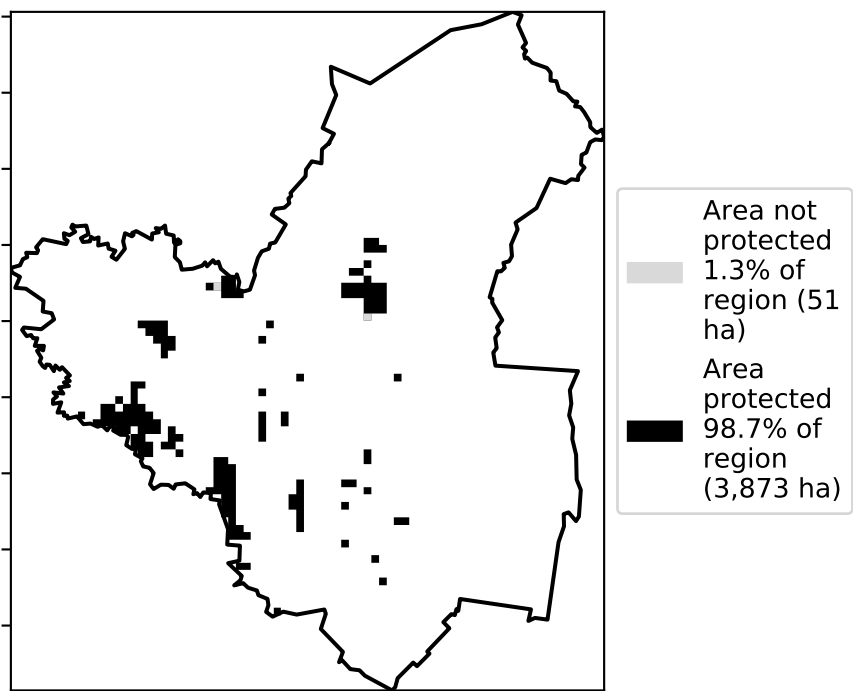 Area not
protected
1.3% of
region (51
ha)
Area
protected
98.7% of
region
(3,873 ha)